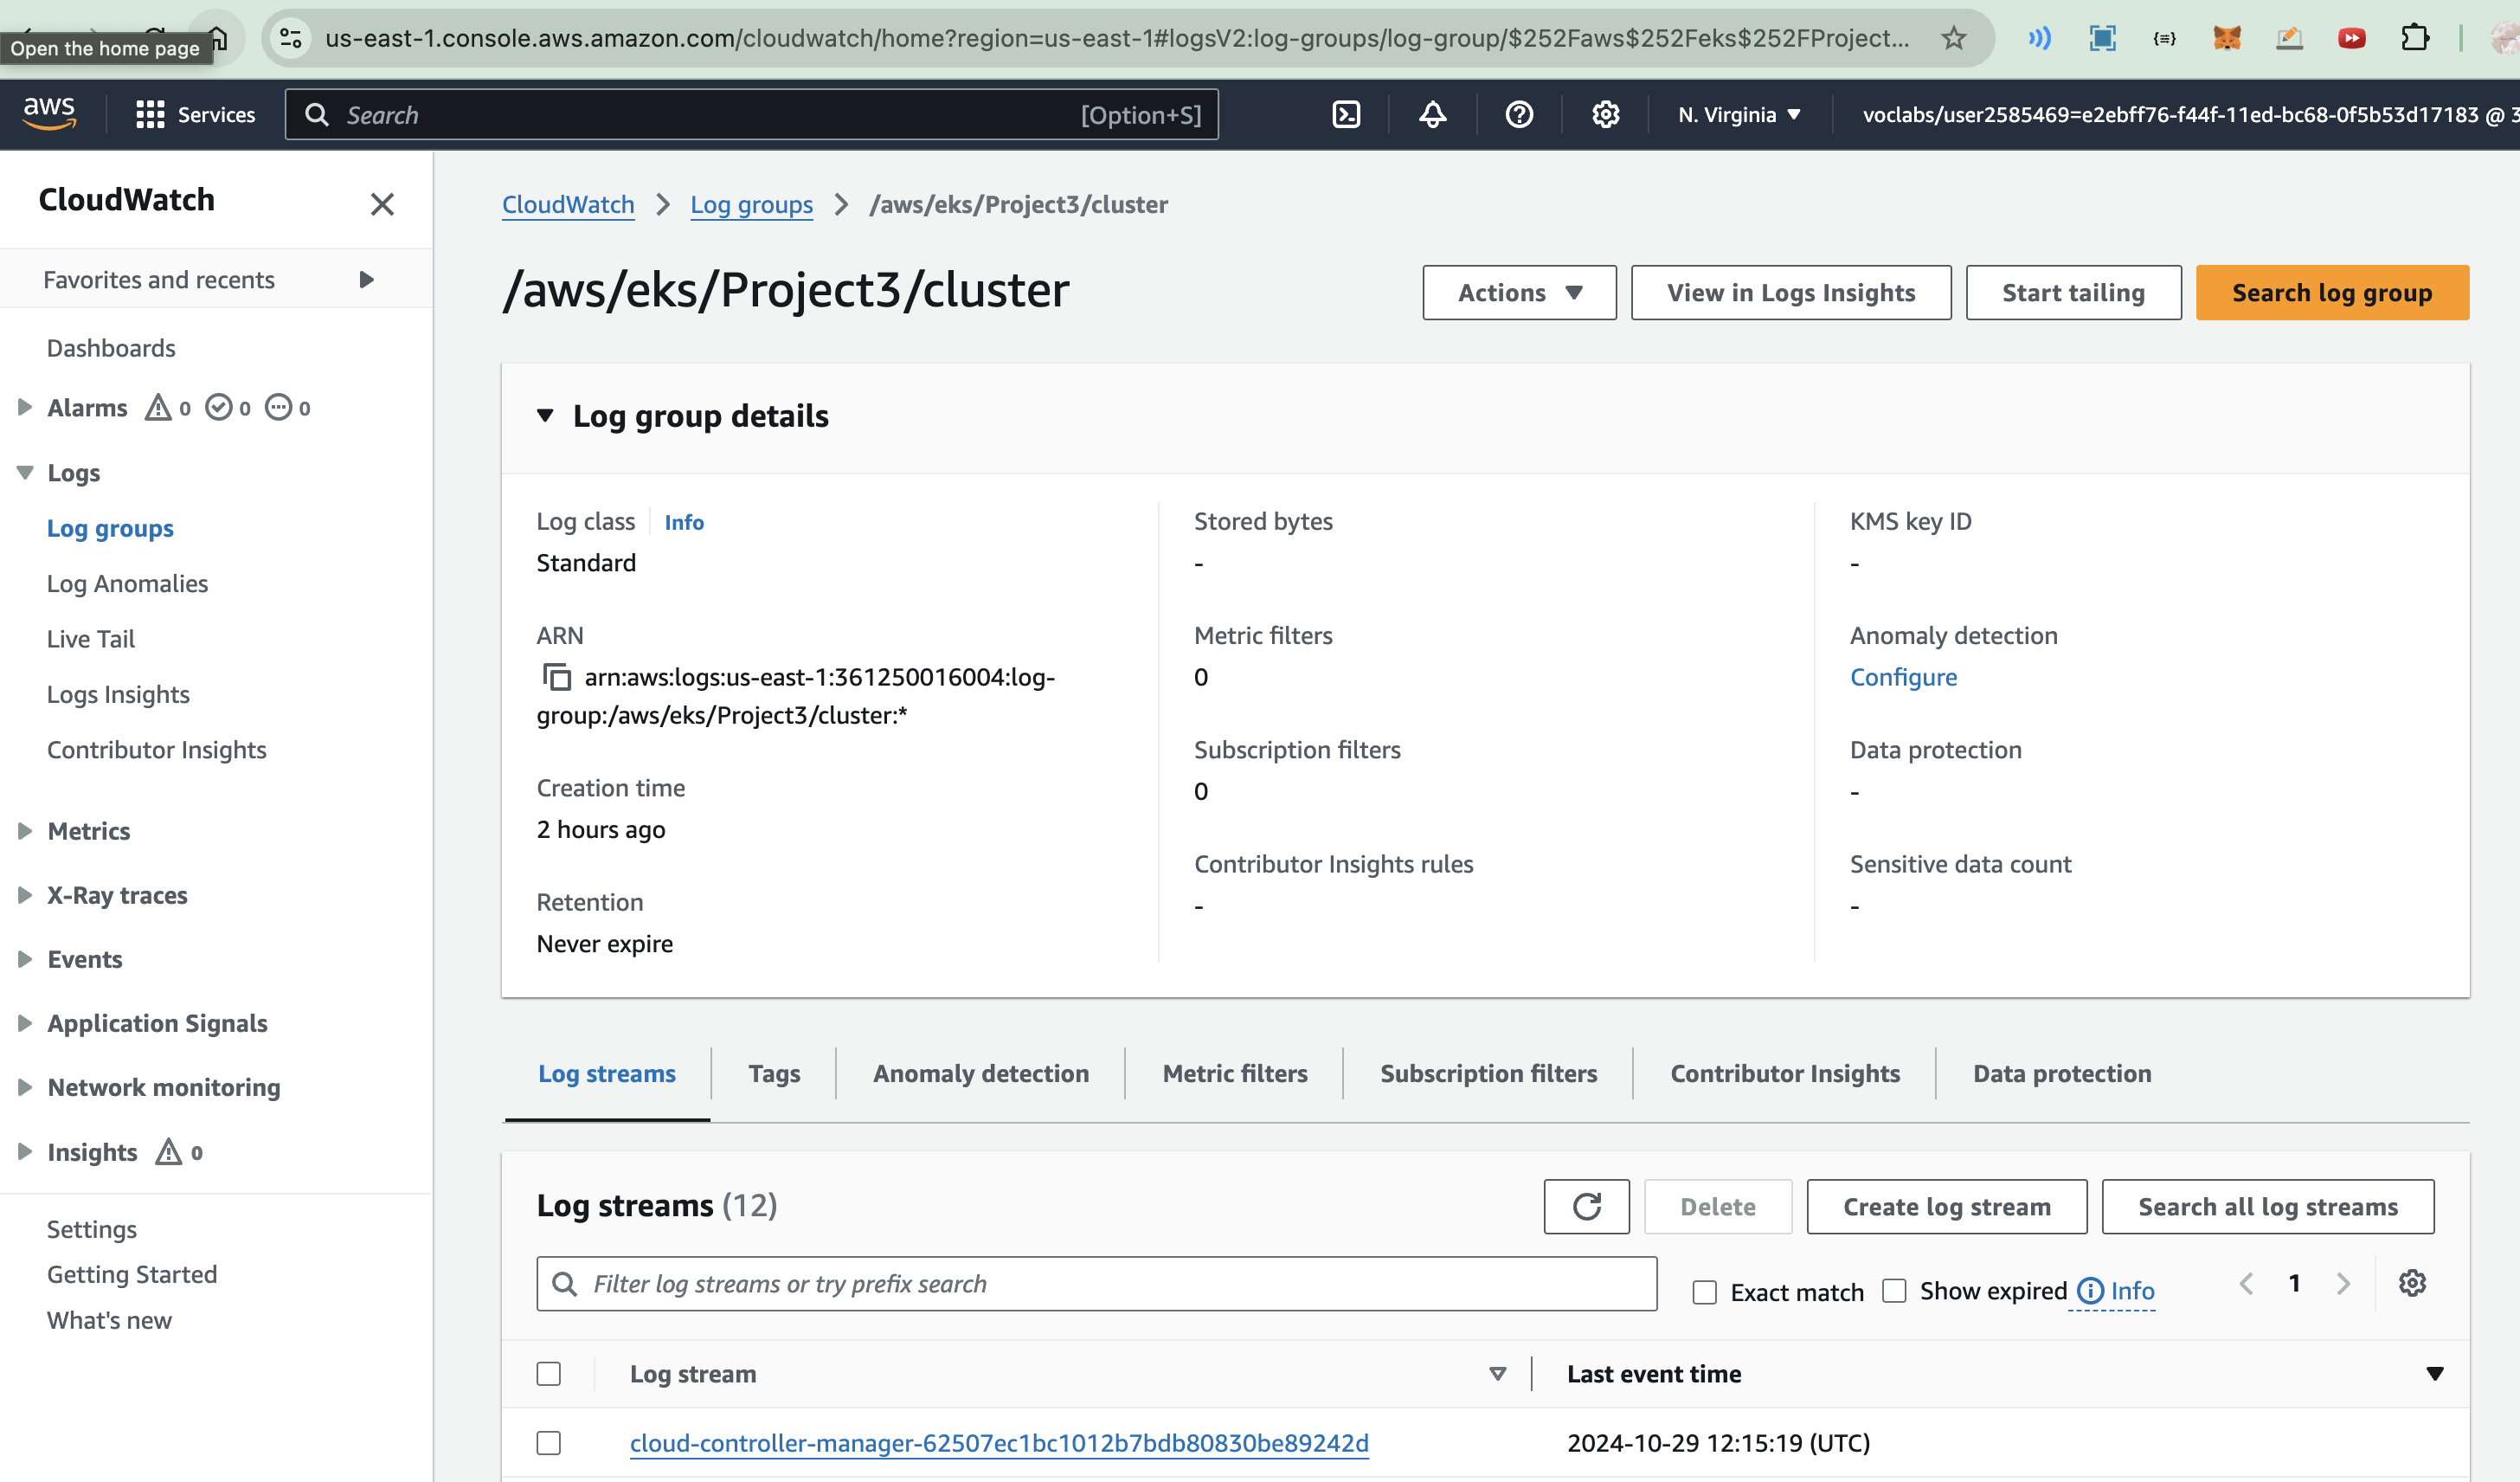 Open the home page
us-east-1.console.aws.amazon.com/cloudwatch/home?region=us-east-1#logsV2:log-groups/log-group/$252Faws$252Feks$252FProject...
aws
Services
Search
[Option+S]
N. Virginia
voclabs/user2585469=e2ebff76-f44f-11ed-bc68-0f5b53d17183 @ 3
CloudWatch
Favorites and recents
Dashboards
Alarms 0 0 0
Logs
Log groups
Log Anomalies
Live Tail
Logs Insights
Contributor Insights
Metrics
X-Ray traces
Events
Application Signals
Network monitoring
Insights 0
Settings
Getting Started
What's new
CloudWatch
Log groups
/aws/eks/Project3/cluster
/aws/eks/Project3/cluster
Actions
View in Logs Insights
Start tailing
Search log group
Log group details
Log class
Info
Standard
ARN
arn:aws:logs:us-east-1:361250016004:log-
group:/aws/eks/Project3/cluster:*
Creation time
2 hours ago
Retention
Never expire
Stored bytes
-
Metric filters
0
Subscription filters
0
Contributor Insights rules
-
KMS key ID
-
Anomaly detection
Configure
Data protection
-
Sensitive data count
-
Log streams
Tags
Anomaly detection
Metric filters
Subscription filters
Contributor Insights
Data protection
Log streams (12)
Delete
Create log stream
Search all log streams
Filter log streams or try prefix search
Exact match
Show expired
Info
1
Log stream
Last event time
cloud-controller-manager-62507ec1bc1012b7bdb80830be89242d
2024-10-29 12:15:19 (UTC)